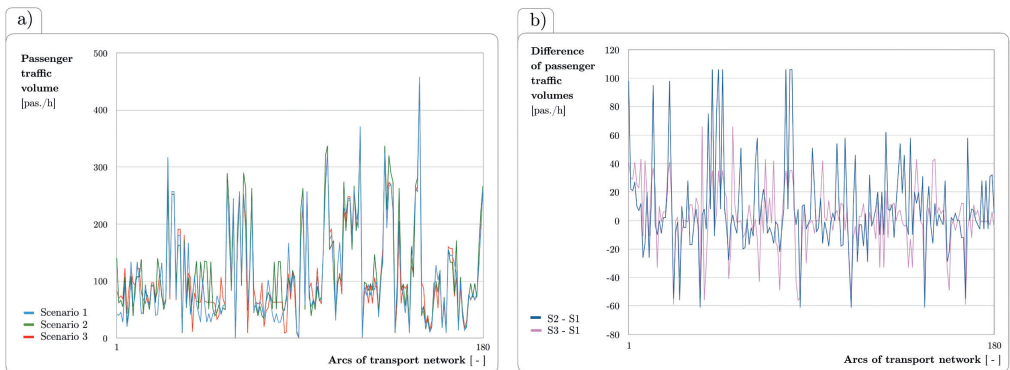 a)
Passenger
traffic
volume
[pas./h]
500
400
300
200
100
0
Scenario 1
Scenario 2
Scenario 3
1
180
Arcs of transport network [ - ]
b)
Difference
of passenger
traffic
volumes
[pas./h]
120
100
80
60
40
20
0
-20
-40
-60
-80
S2 - S1
S3 - S1
1
180
Arcs of transport network [ - ]